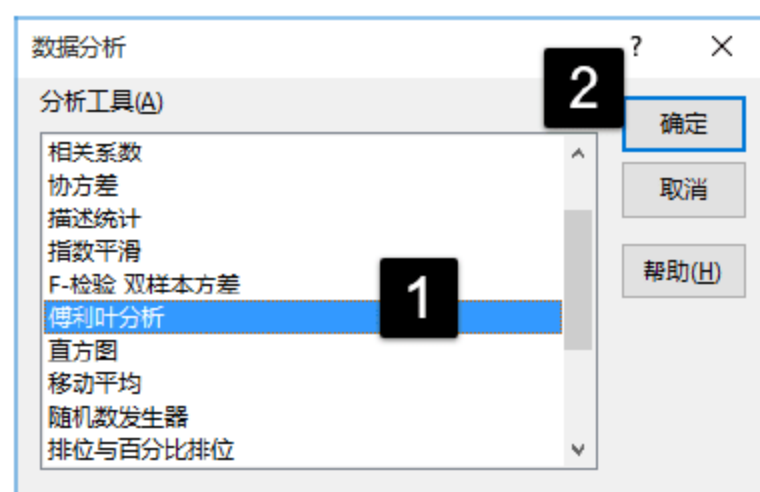 数据分析
?
2
分析工具(A)
确定
相关系数
协方差
取消
描述统计
指数平滑
F-检验 双样本方差
1
帮助(H)
傅利叶分析
直方图
移动平均
随机数发生器
排位与百分比排位